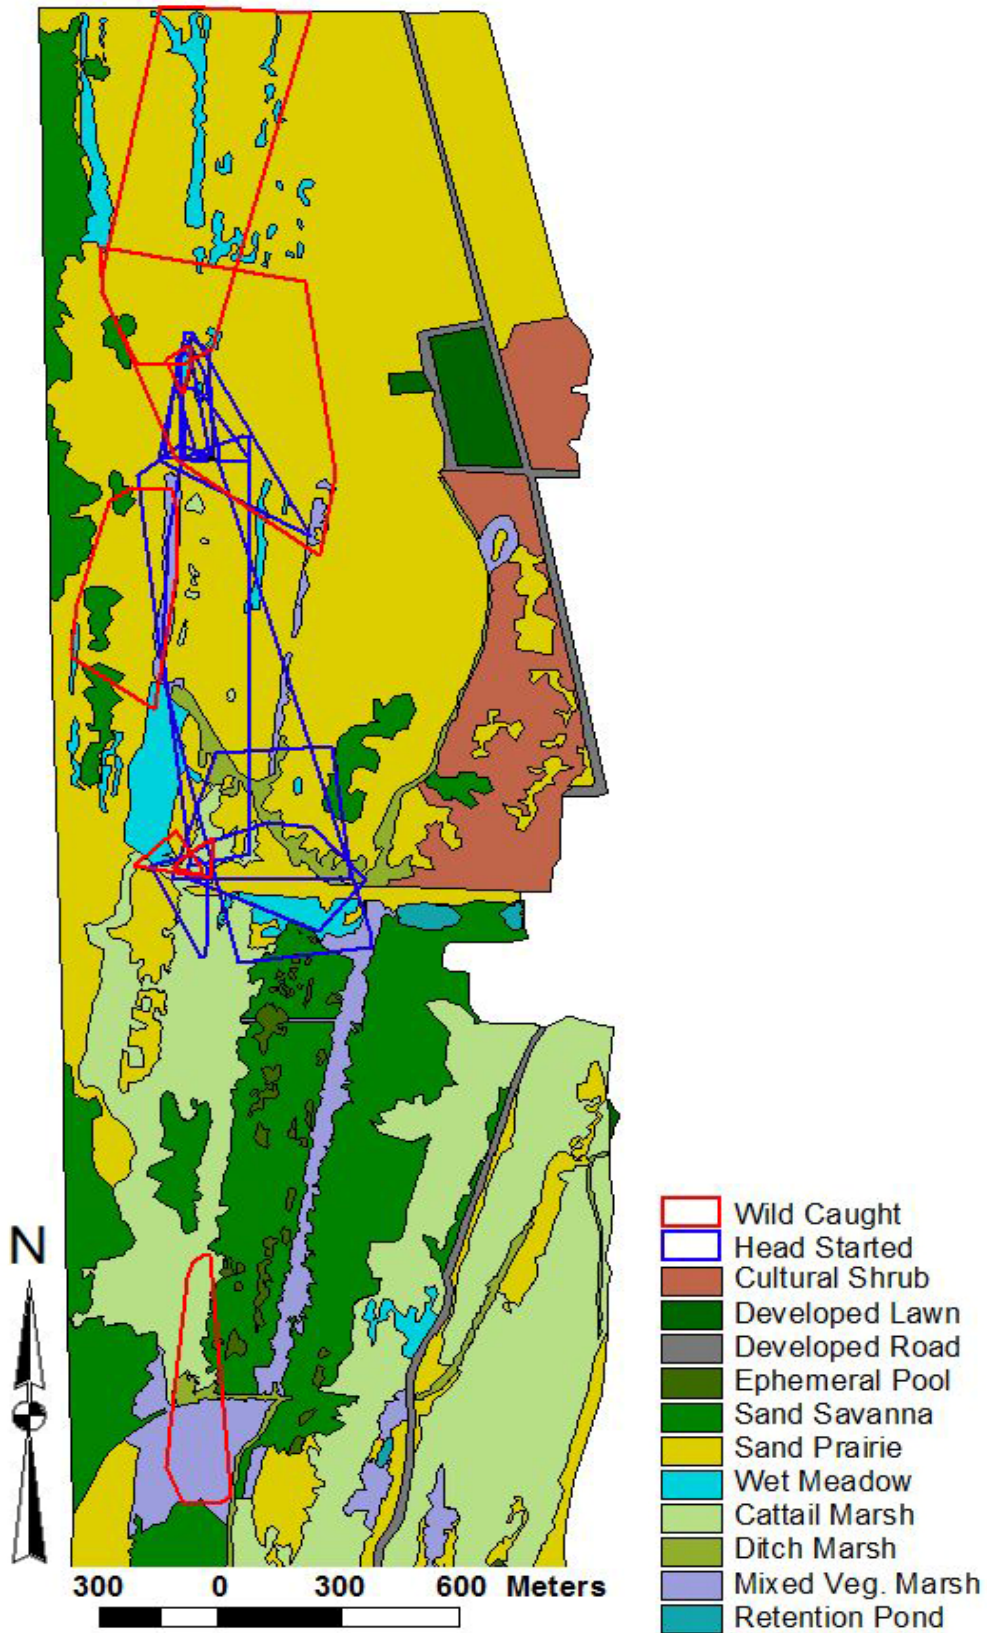 Wild Caught
Head Started
Cultural Shrub
Developed Lawn
Developed Road
Ephemeral Pool
Sand Savanna
Sand Prairie
Wet Meadow
Cattail Marsh
Ditch Marsh
Mixed Veg. Marsh
Retention Pond
N
300 0 300 600 Meters